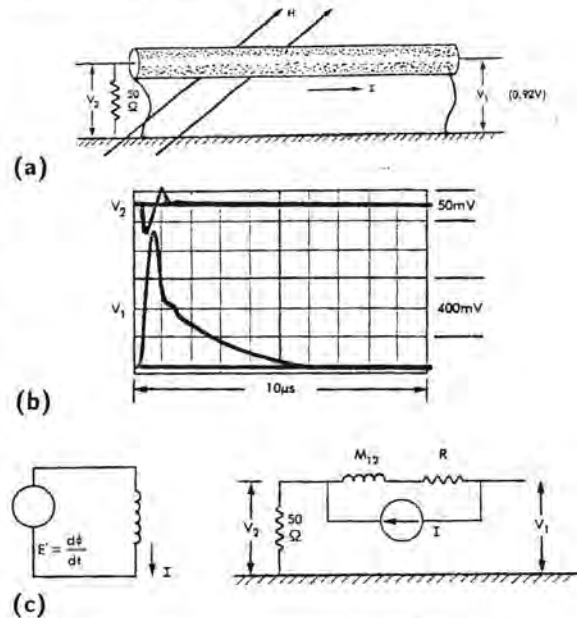 H
V₂
50
Ω
I
V₁
(0,92V)
(a)
V₂
50mV
V₁
400mV
10μs
(b)
M₁₂
R
E' = dϕ/dt
I
V₂
50
Ω
I
V₁
(c)